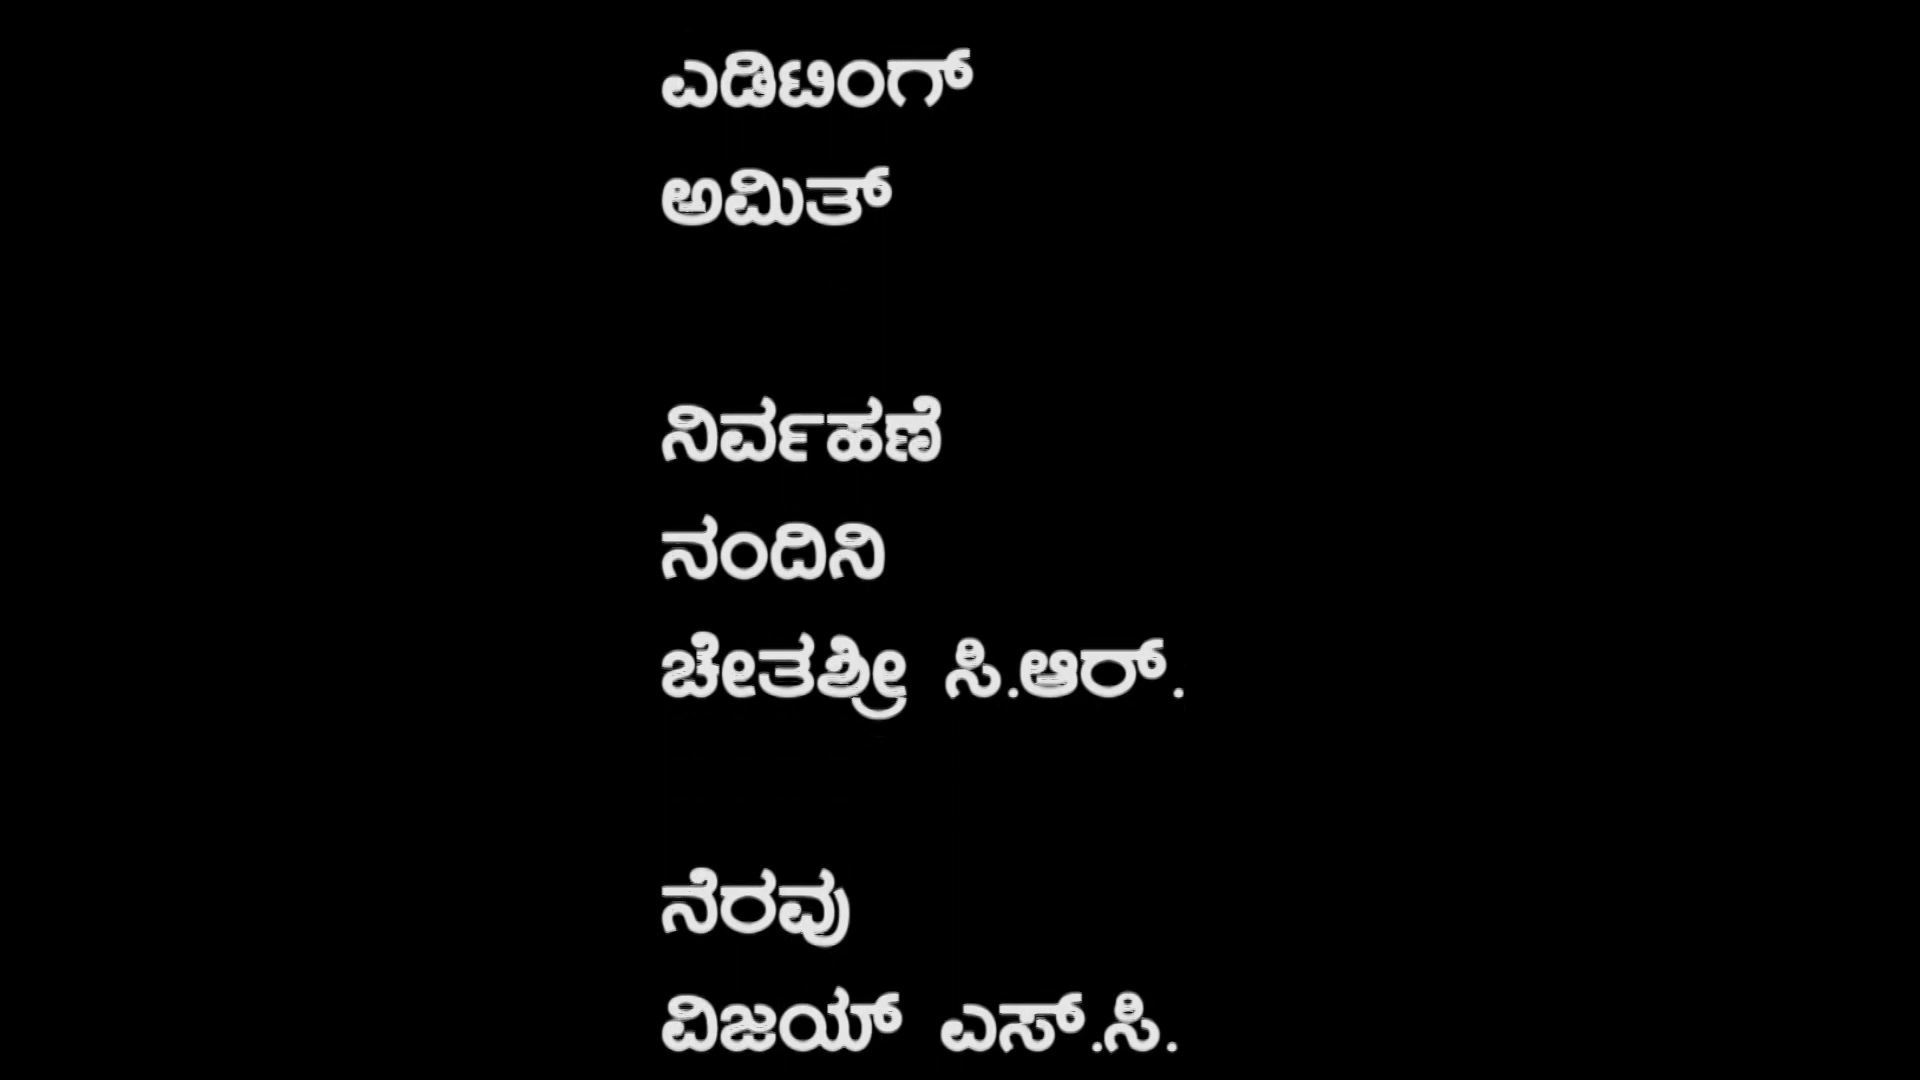 ಎಡಿಟಿಂಗ್
ಅಮಿತ್
ನಿರ್ವಹಣೆ
ನಂದಿನಿ
ಚೇತಶ್ರೀ ಸಿ.ಆರ್.
ನೆರವು
ವಿಜಯ್ ಎಸ್.ಸಿ.